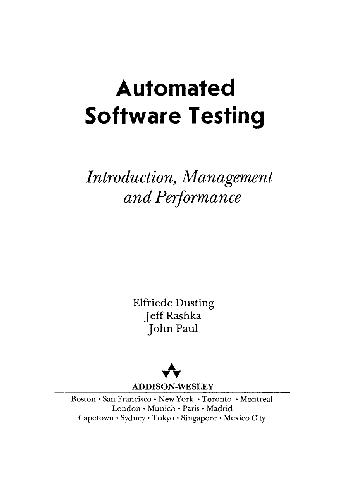 Automated
Software Testing
Introduction, Management
and Performance
Elfriede Dusting
Jeff Rashka
John Paul
ADDISON-WESLEY
Boston • San Francisco • New York • Toronto • Montreal
London • Munich • Paris • Madrid
Capetown • Sydney • Tokyo • Singapore • Mexico City